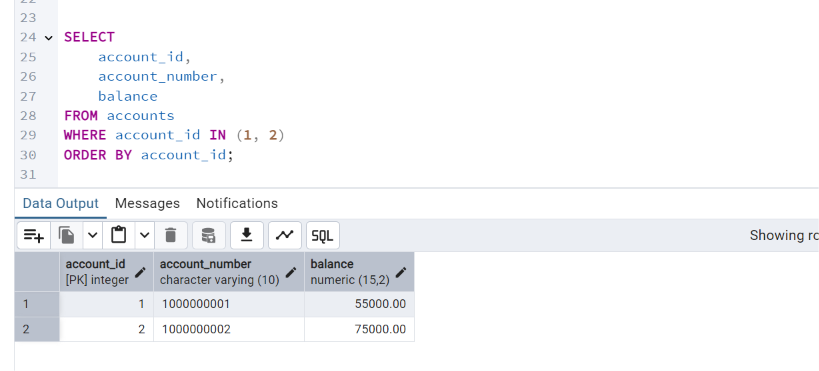 22
23
24 SELECT
25 account_id,
26 account_number,
27 balance
28 FROM accounts
29 WHERE account_id IN (1, 2)
30 ORDER BY account_id;
31
Data Output Messages Notifications
SQL
Showing
account_id account_number balance
[PK] integer character varying (10) numeric (15,2)
1 1 1000000001 55000.00
2 2 1000000002 75000.00